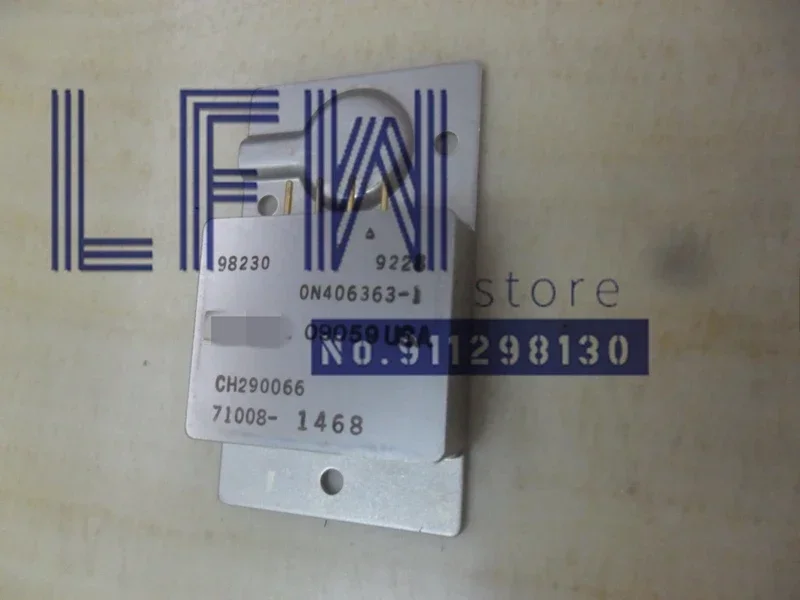 LFW
store
No.911298130
98230 9228
0N406363-1
09059 USA
CH290066
71008- 1468